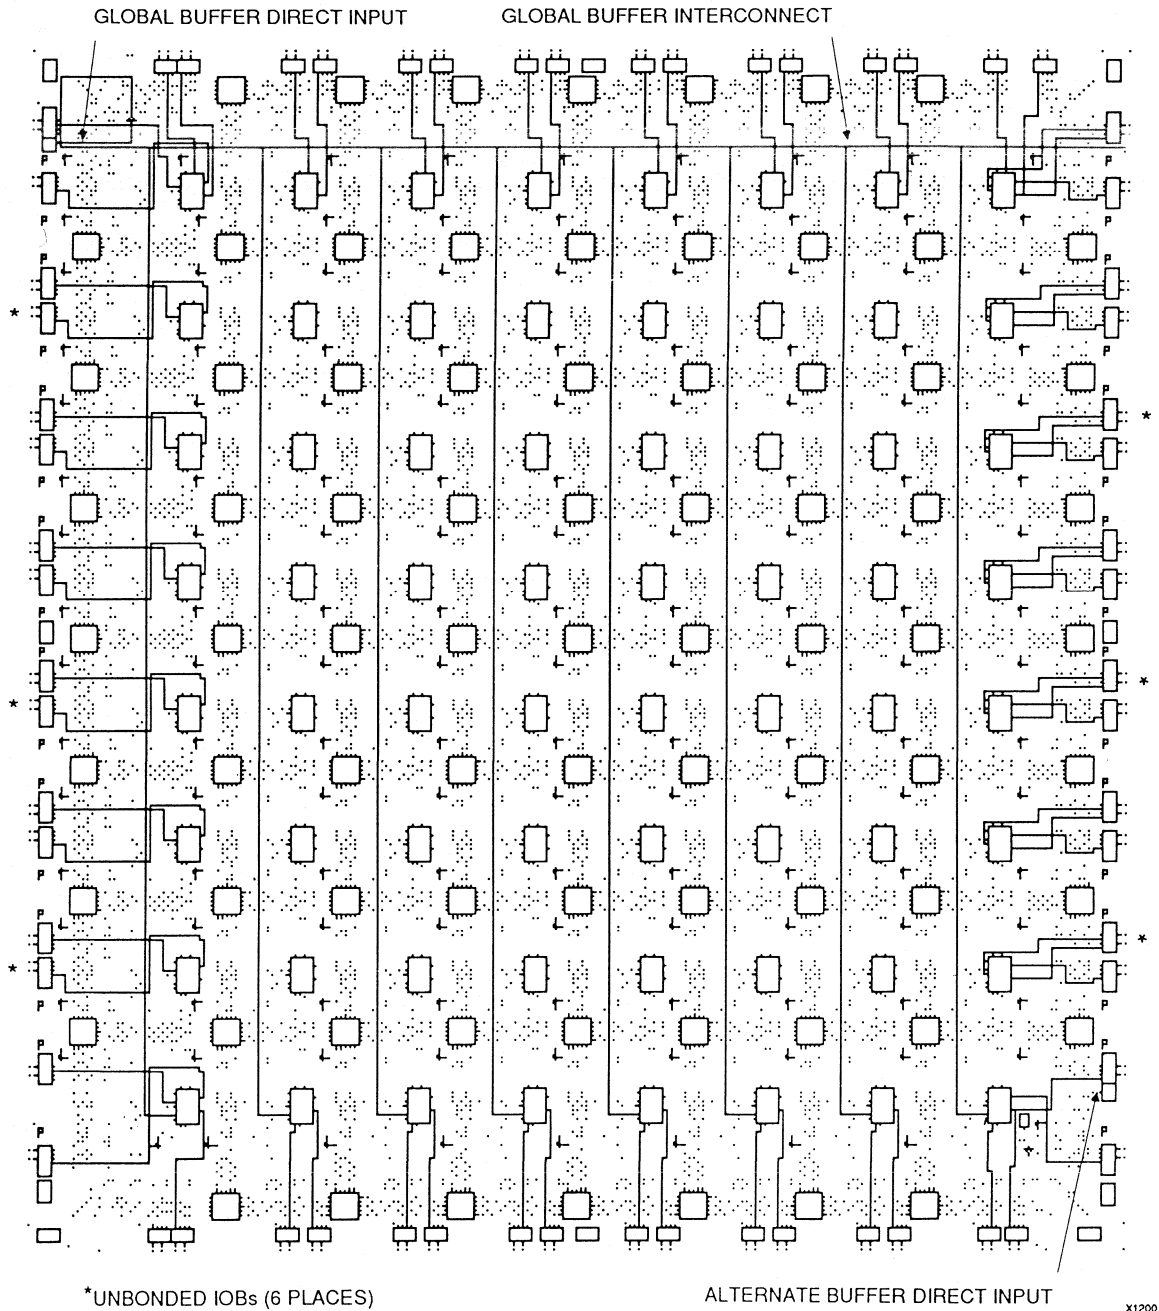 GLOBAL BUFFER DIRECT INPUT
GLOBAL BUFFER INTERCONNECT
*UNBONDED IOBs (6 PLACES)
ALTERNATE BUFFER DIRECT INPUT
X1200